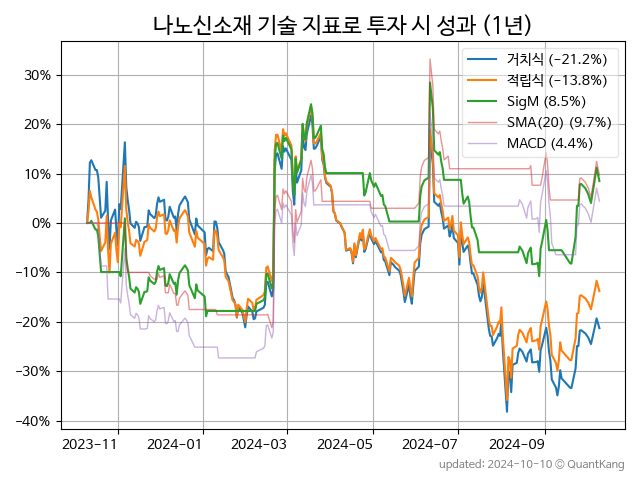 나노신소재 기술 지표로 투자 시 성과 (1년)
거치식 (−21.2%)
적립식 (−13.8%)
SigM (8.5%)
SMA(20) (9.7%)
MACD (4.4%)
30%
20%
10%
0%
−10%
−20%
−30%
−40%
2023-11 2024-01 2024-03 2024-05 2024-07 2024-09
updated: 2024-10-10 © QuantKang